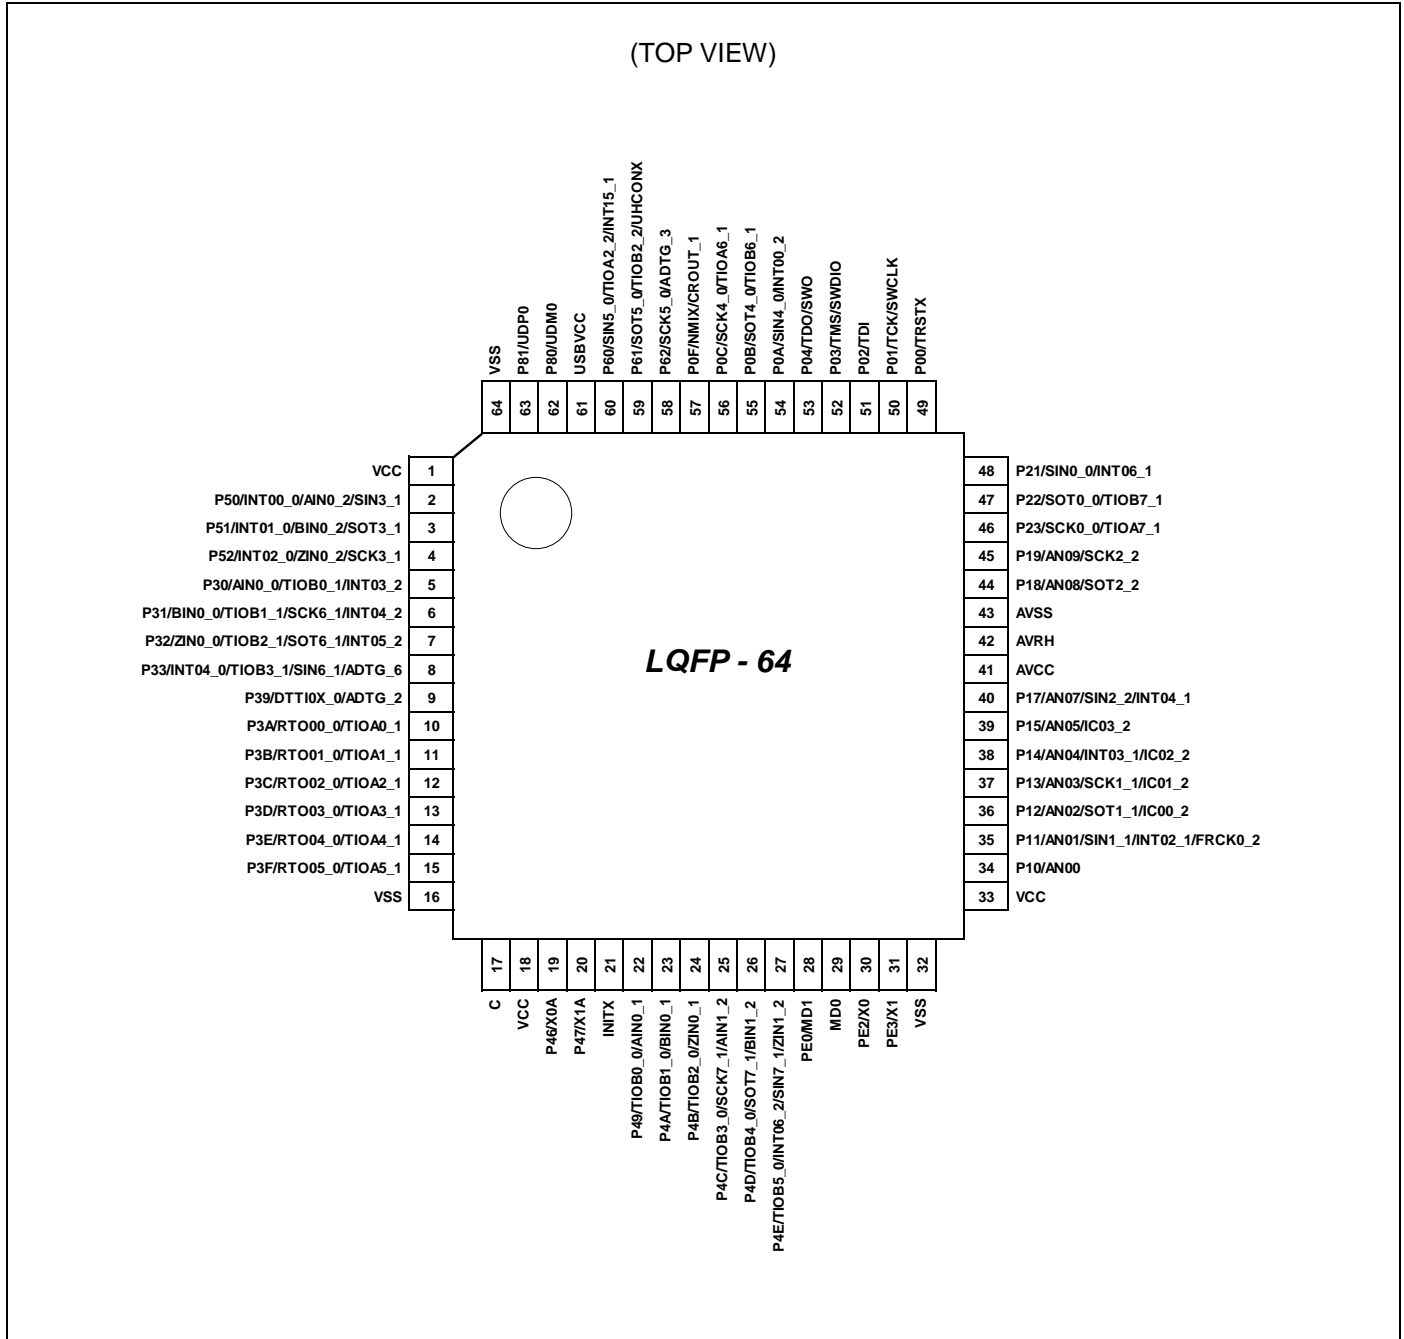 (TOP VIEW)
VSS
P81/UDP0
P80/UDM0
USBVCC
P60/SIN5_0/TIOA2_2/INT15_1
P61/SOT5_0/TIOB2_2/UHCONX
P62/SCK5_0/ADTG_3
P0F/NMIX/CROUT_1
P0C/SCK4_0/TIOA6_1
P0B/SOT4_0/TIOB6_1
P0A/SIN4_0/INT00_2
P04/TDO/SWO
P03/TMS/SWDIO
P02/TDI
P01/TCK/SWCLK
P00/TRSTX
64
63
62
61
60
59
58
57
56
55
54
53
52
51
50
49
VCC 1
P50/INT00_0/AIN0_2/SIN3_1 2
P51/INT01_0/BIN0_2/SOT3_1 3
P52/INT02_0/ZIN0_2/SCK3_1 4
P30/AIN0_0/TIOB0_1/INT03_2 5
P31/BIN0_0/TIOB1_1/SCK6_1/INT04_2 6
P32/ZIN0_0/TIOB2_1/SOT6_1/INT05_2 7
P33/INT04_0/TIOB3_1/SIN6_1/ADTG_6 8
P39/DTTI0X_0/ADTG_2 9
P3A/RTO00_0/TIOA0_1 10
P3B/RTO01_0/TIOA1_1 11
P3C/RTO02_0/TIOA2_1 12
P3D/RTO03_0/TIOA3_1 13
P3E/RTO04_0/TIOA4_1 14
P3F/RTO05_0/TIOA5_1 15
VSS 16
LQFP - 64
48 P21/SIN0_0/INT06_1
47 P22/SOT0_0/TIOB7_1
46 P23/SCK0_0/TIOA7_1
45 P19/AN09/SCK2_2
44 P18/AN08/SOT2_2
43 AVSS
42 AVRH
41 AVCC
40 P17/AN07/SIN2_2/INT04_1
39 P15/AN05/IC03_2
38 P14/AN04/INT03_1/IC02_2
37 P13/AN03/SCK1_1/IC01_2
36 P12/AN02/SOT1_1/IC00_2
35 P11/AN01/SIN1_1/INT02_1/FRCK0_2
34 P10/AN00
33 VCC
17
18
19
20
21
22
23
24
25
26
27
28
29
30
31
32
C
VCC
P46/X0A
P47/X1A
INITX
P49/TIOB0_0/AIN0_1
P4A/TIOB1_0/BIN0_1
P4B/TIOB2_0/ZIN0_1
P4C/TIOB3_0/SCK7_1/AIN1_2
P4D/TIOB4_0/SOT7_1/BIN1_2
P4E/TIOB5_0/INT06_2/SIN7_1/ZIN1_2
PE0/MD1
MD0
PE2/X0
PE3/X1
VSS